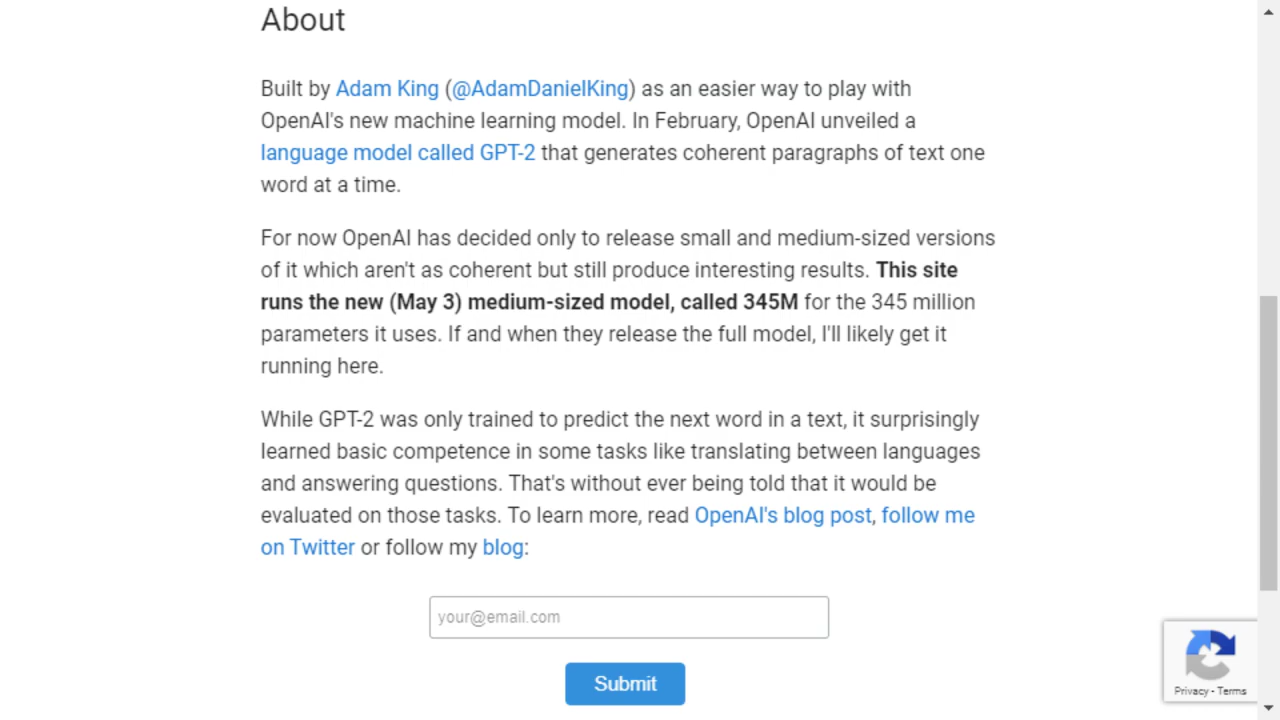 About
Built by Adam King (@AdamDanielKing) as an easier way to play with
OpenAI's new machine learning model. In February, OpenAI unveiled a
language model called GPT-2 that generates coherent paragraphs of text one
word at a time.
For now OpenAI has decided only to release small and medium-sized versions
of it which aren't as coherent but still produce interesting results. This site
runs the new (May 3) medium-sized model, called 345M for the 345 million
parameters it uses. If and when they release the full model, I'll likely get it
running here.
While GPT-2 was only trained to predict the next word in a text, it surprisingly
learned basic competence in some tasks like translating between languages
and answering questions. That's without ever being told that it would be
evaluated on those tasks. To learn more, read OpenAI's blog post, follow me
on Twitter or follow my blog:
your@email.com
Submit
Privacy - Terms